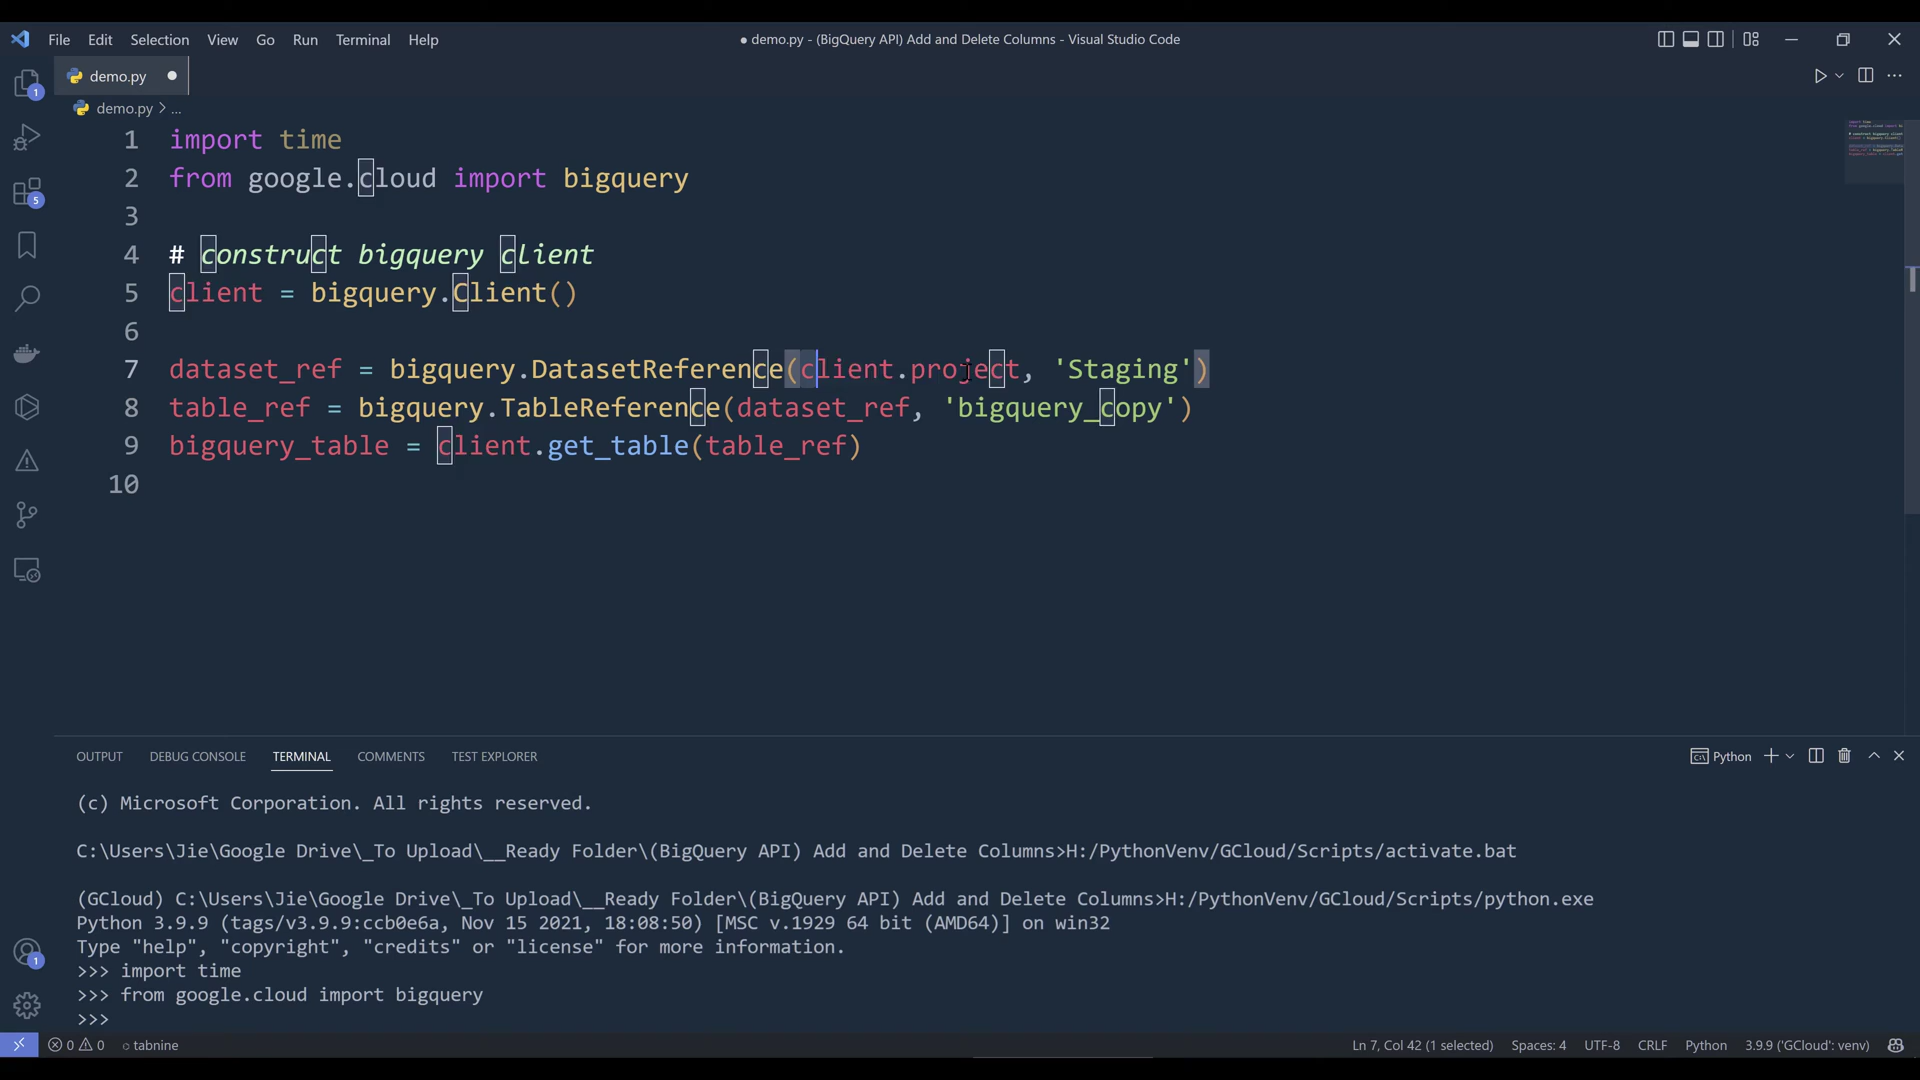 File Edit Selection View Go Run Terminal Help
● demo.py - (BigQuery API) Add and Delete Columns - Visual Studio Code
demo.py
demo.py > ...
1 import time
2 from google.cloud import bigquery
3
4 # construct bigquery client
5 client = bigquery.Client()
6
7 dataset_ref = bigquery.DatasetReference(client.project, 'Staging')
8 table_ref = bigquery.TableReference(dataset_ref, 'bigquery_copy')
9 bigquery_table = client.get_table(table_ref)
10
1
5
1
OUTPUT DEBUG CONSOLE TERMINAL COMMENTS TEST EXPLORER
Python
(c) Microsoft Corporation. All rights reserved.
C:\Users\Jie\Google Drive\_To Upload\__Ready Folder\(BigQuery API) Add and Delete Columns>H:/PythonVenv/GCloud/Scripts/activate.bat
(GCloud) C:\Users\Jie\Google Drive\_To Upload\__Ready Folder\(BigQuery API) Add and Delete Columns>H:/PythonVenv/GCloud/Scripts/python.exe
Python 3.9.9 (tags/v3.9.9:ccb0e6a, Nov 15 2021, 18:08:50) [MSC v.1929 64 bit (AMD64)] on win32
Type "help", "copyright", "credits" or "license" for more information.
>>> import time
>>> from google.cloud import bigquery
>>>
0 0 tabnine
Ln 7, Col 42 (1 selected) Spaces: 4 UTF-8 CRLF Python 3.9.9 ('GCloud': venv)